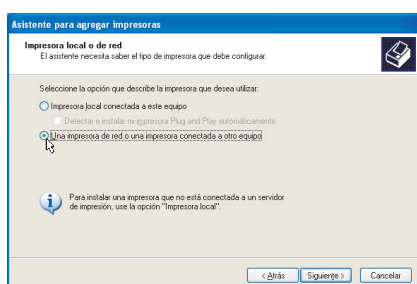 Asistente para agregar impresoras
Impresora local o de red
El asistente necesita saber el tipo de impresora que debe configurar.
Seleccione la opción que describe la impresora que desea utilizar:
Impresora local conectada a este equipo
Detectar e instalar mi impresora Plug and Play automáticamente
Una impresora de red o una impresora conectada a otro equipo
Para instalar una impresora que no está conectada a un servidor
de impresión, use la opción "Impresora local".
< Atrás Siguiente > Cancelar